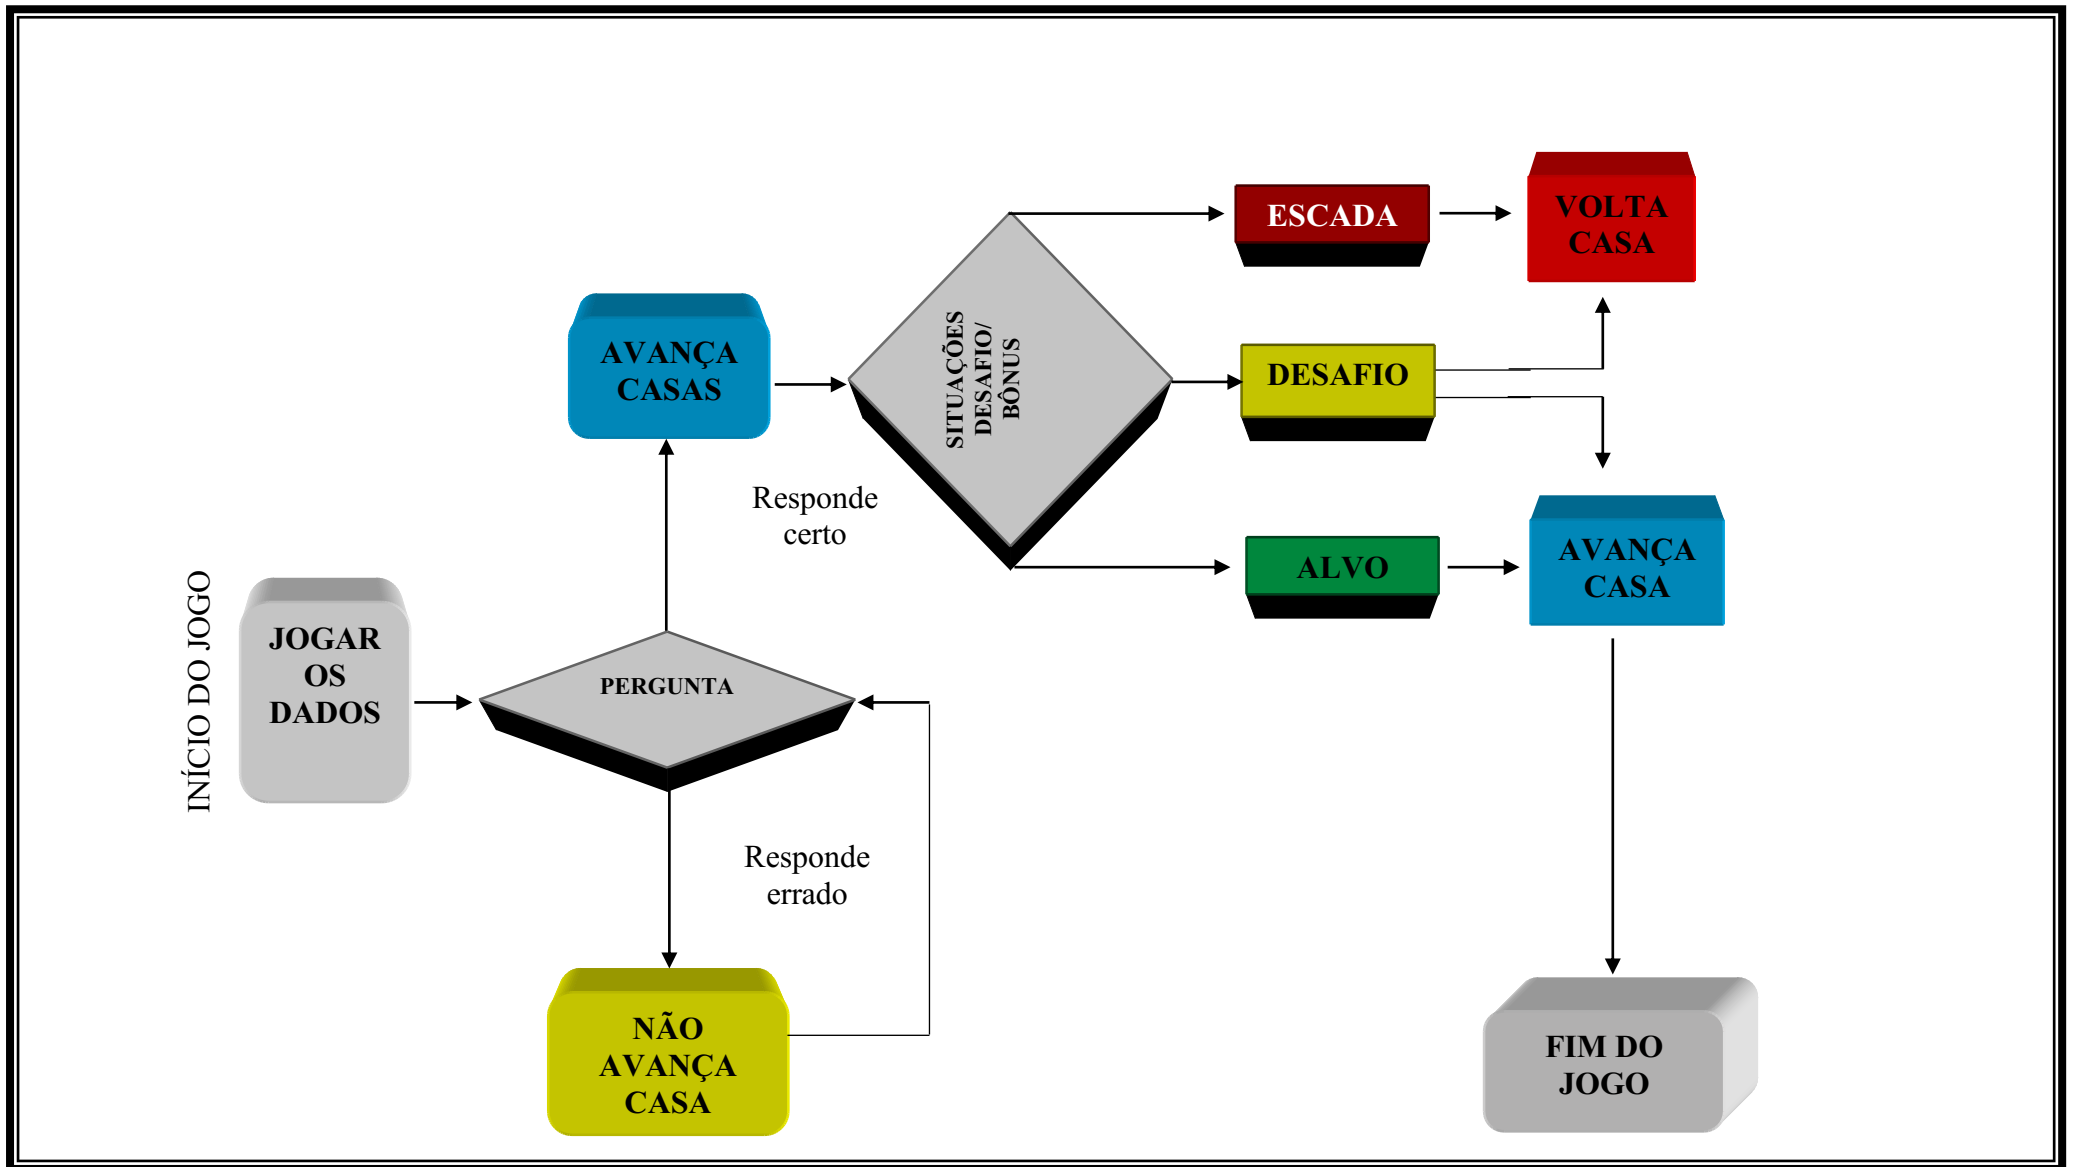 INÍCIO DO JOGO
JOGAR
OS
DADOS
PERGUNTA
AVANÇA
CASAS
Responde
certo
Responde
errado
NÃO
AVANÇA
CASA
SITUAÇÕES
DESAFIO/
BÔNUS
ESCADA
VOLTA
CASA
DESAFIO
ALVO
AVANÇA
CASA
FIM DO
JOGO